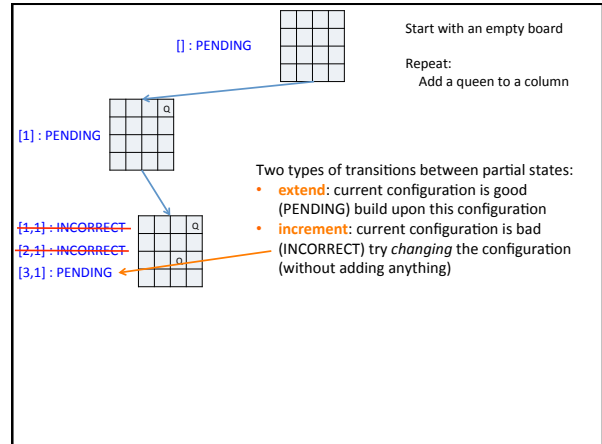 Start with an empty board
[] : PENDING
Repeat:
Add a queen to a column
Q
[1] : PENDING
Two types of transitions between partial states:
• extend: current configuration is good
(PENDING) build upon this configuration
[1,1] : INCORRECT
Q
• increment: current configuration is bad
[2,1] : INCORRECT
(INCORRECT) try changing the configuration
Q
[3,1] : PENDING
(without adding anything)